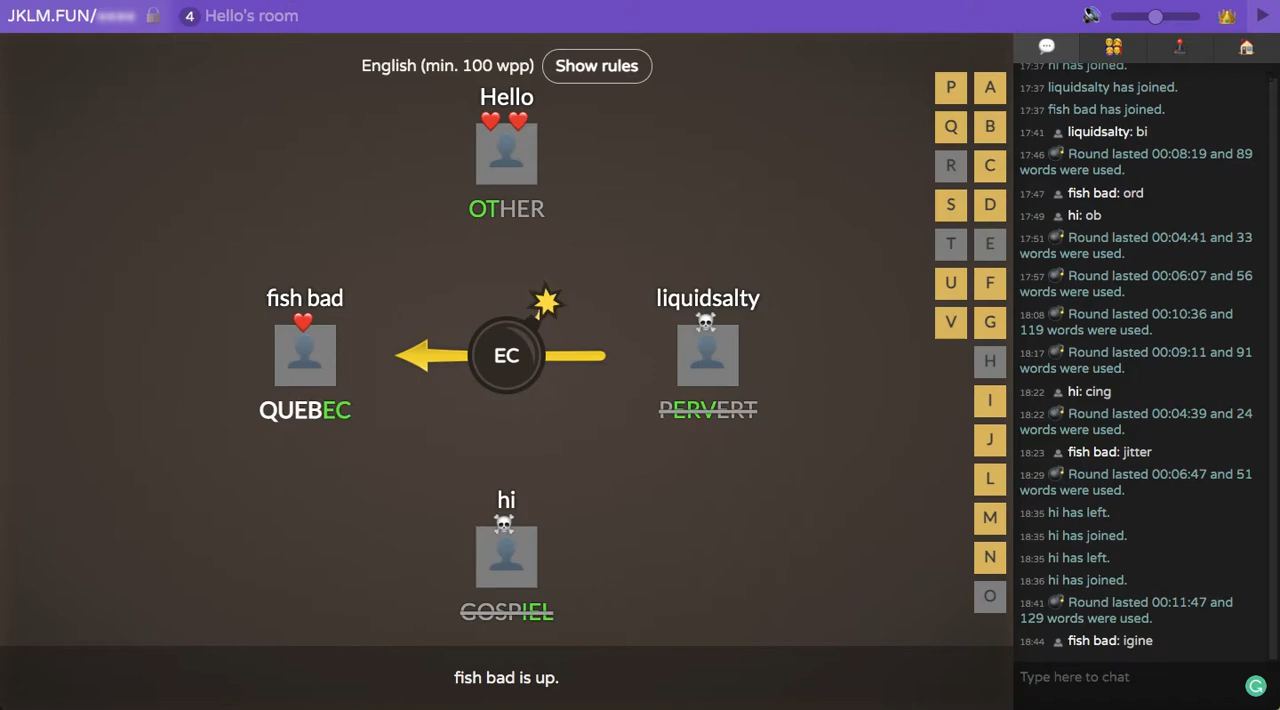 JKLM.FUN/
4 Hello's room
English (min. 100 wpp) Show rules
Hello
OTHER
fish bad
QUEBEC
EC
liquidsalty
PERVERT
hi
GOSPIEL
fish bad is up.
P A
Q B
R C
S D
T E
U F
V G
H
I
J
L
M
N
O
17:37 hi has joined.
17:37 liquidsalty has joined.
17:37 fish bad has joined.
17:41 liquidsalty: bi
17:46 Round lasted 00:08:19 and 89
words were used.
17:47 fish bad: ord
17:49 hi: ob
17:51 Round lasted 00:04:41 and 33
words were used.
17:57 Round lasted 00:06:07 and 56
words were used.
18:08 Round lasted 00:10:36 and
119 words were used.
18:17 Round lasted 00:09:11 and 91
words were used.
18:22 hi: cing
18:22 Round lasted 00:04:39 and 24
words were used.
18:23 fish bad: jitter
18:29 Round lasted 00:06:47 and 51
words were used.
18:35 hi has left.
18:35 hi has joined.
18:35 hi has left.
18:36 hi has joined.
18:41 Round lasted 00:11:47 and
129 words were used.
18:44 fish bad: igine
Type here to chat